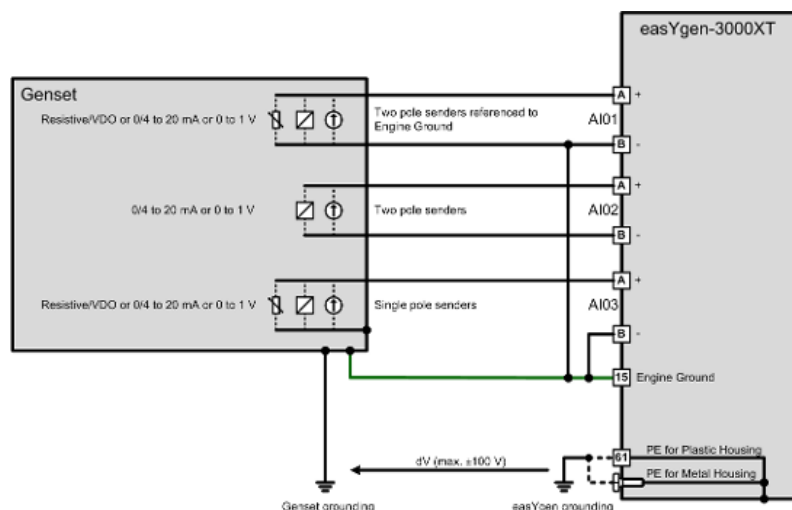 easYgen-3000XT
Genset
A +
Resistive/VDO or 0/4 to 20 mA or 0 to 1 V
Two pole senders referenced to
Engine Ground
AI01
B -
A +
0/4 to 20 mA or 0 to 1 V
Two pole senders
AI02
B -
A +
Resistive/VDO or 0/4 to 20 mA or 0 to 1 V
Single pole senders
AI03
B -
15 Engine Ground
61 PE for Plastic Housing
dV (max. ±100 V)
PE for Metal Housing
Genset grounding
easYgen grounding